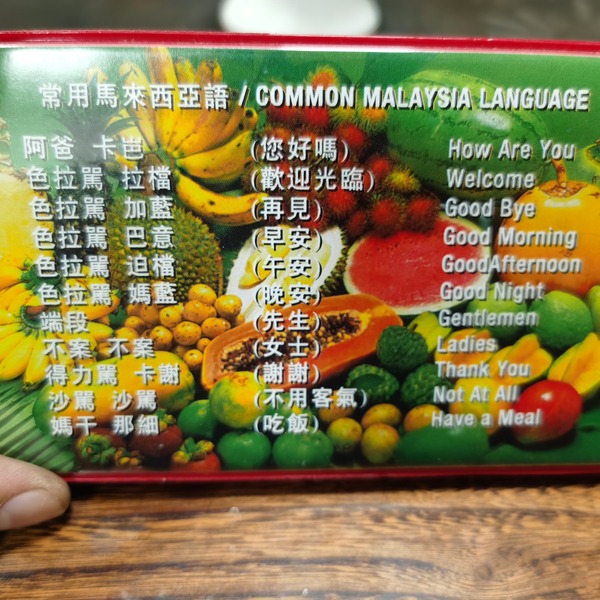 常用馬來西亞語 / COMMON MALAYSIA LANGUAGE
阿爸 卡岜 (您好嗎) How Are You
色拉罵 拉檔 (歡迎光臨) Welcome
色拉罵 加藍 (再見) Good Bye
色拉罵 巴意 (早安) Good Morning
色拉罵 迫檔 (午安) GoodAfternoon
色拉罵 媽藍 (晚安) Good Night
端段 (先生) Gentlemen
不案 不案 (女士) Ladies
得力罵 卡謝 (謝謝) Thank You
沙罵 沙罵 (不用客氣) Not At All
媽干 那細 (吃飯) Have a Meal